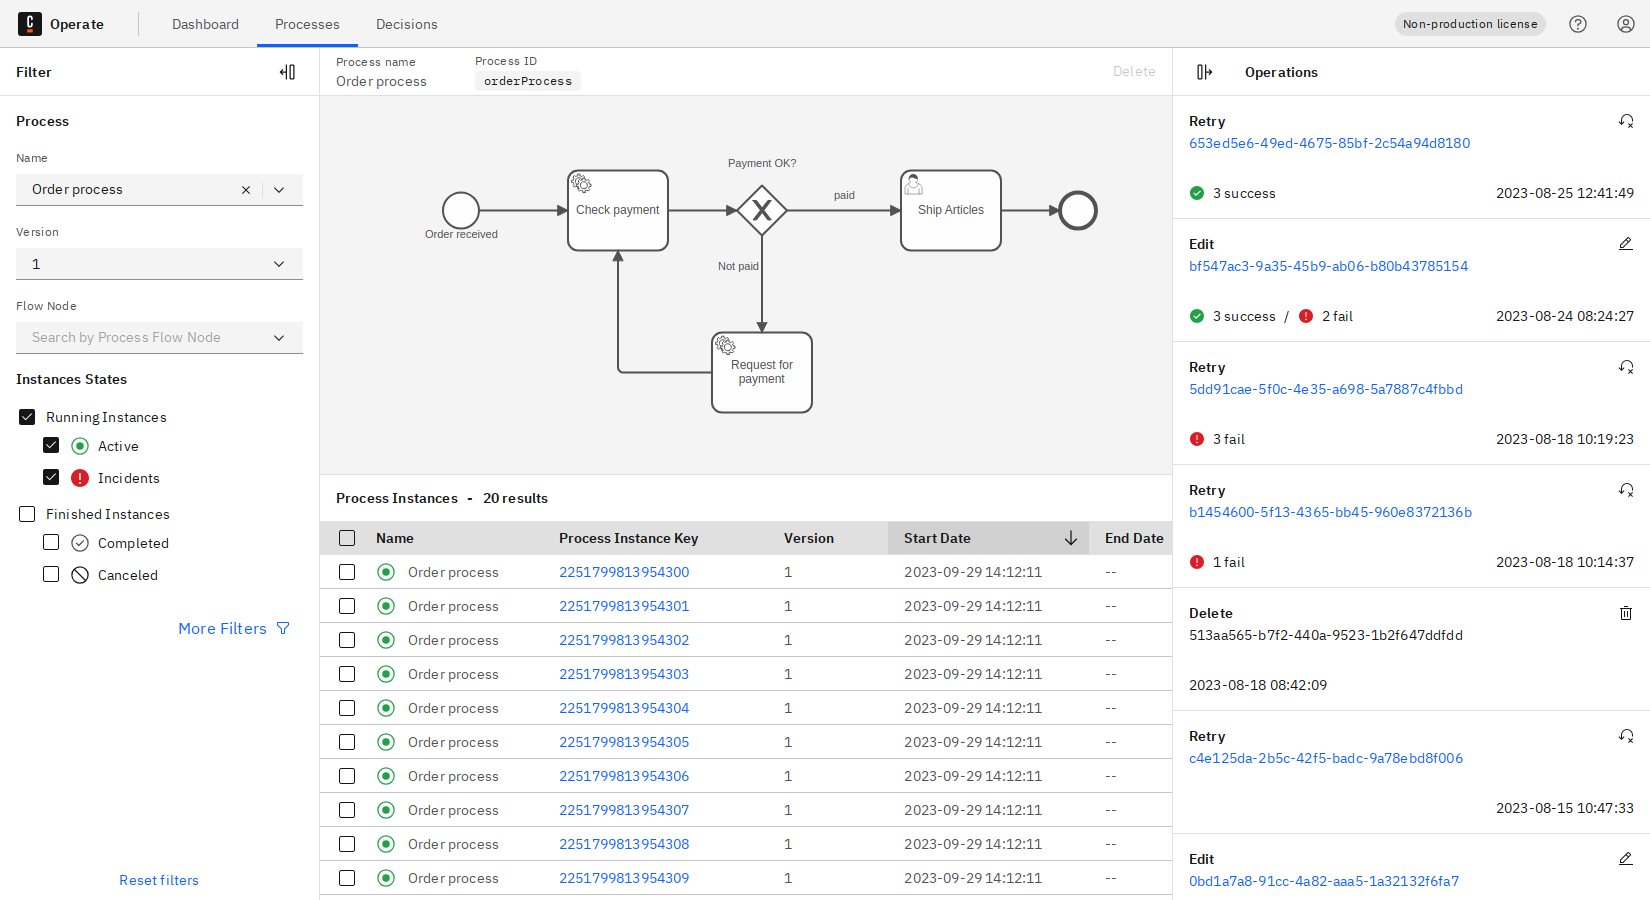 C Operate Dashboard Processes Decisions Non-production license
Filter
Process
Name
Order process
Version
1
Flow Node
Search by Process Flow Node
Instances States
Running Instances
Active
Incidents
Finished Instances
Completed
Canceled
More Filters
Reset filters
Process name
Order process
Process ID
orderProcess
Delete
Order received
Check payment
Payment OK?
paid
Not paid
Ship Articles
Request for
payment
Process Instances - 20 results
Name Process Instance Key Version Start Date End Date
Order process 2251799813954300 1 2023-09-29 14:12:11 --
Order process 2251799813954301 1 2023-09-29 14:12:11 --
Order process 2251799813954302 1 2023-09-29 14:12:11 --
Order process 2251799813954303 1 2023-09-29 14:12:11 --
Order process 2251799813954304 1 2023-09-29 14:12:11 --
Order process 2251799813954305 1 2023-09-29 14:12:11 --
Order process 2251799813954306 1 2023-09-29 14:12:11 --
Order process 2251799813954307 1 2023-09-29 14:12:11 --
Order process 2251799813954308 1 2023-09-29 14:12:11 --
Order process 2251799813954309 1 2023-09-29 14:12:11 --
Operations
Retry
653ed5e6-49ed-4675-85bf-2c54a94d8180
3 success 2023-08-25 12:41:49
Edit
bf547ac3-9a35-45b9-ab06-b80b43785154
3 success / 2 fail 2023-08-24 08:24:27
Retry
5dd91cae-5f0c-4e35-a698-5a7887c4fbbd
3 fail 2023-08-18 10:19:23
Retry
b1454600-5f13-4365-bb45-960e8372136b
1 fail 2023-08-18 10:14:37
Delete
513aa565-b7f2-440a-9523-1b2f647ddfdd
2023-08-18 08:42:09
Retry
c4e125da-2b5c-42f5-badc-9a78ebd8f006
2023-08-15 10:47:33
Edit
0bd1a7a8-91cc-4a82-aaa5-1a32132f6fa7